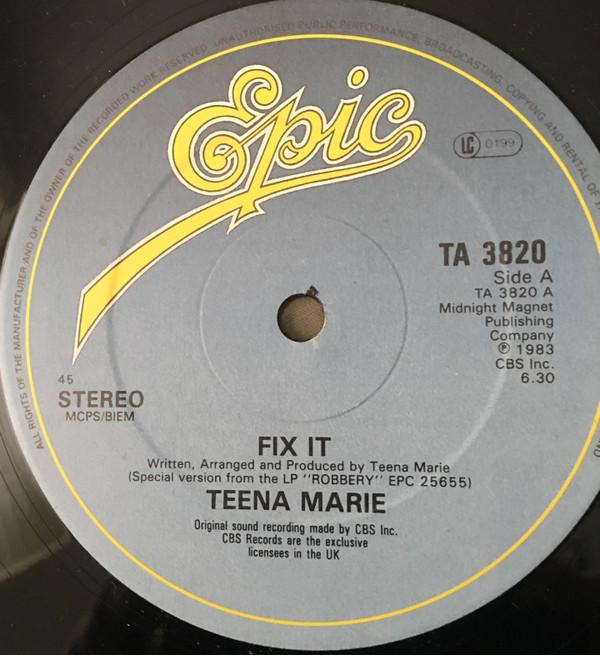 ALL RIGHTS OF THE MANUFACTURER AND OF THE OWNER OF THE RECORDED WORK RESERVED. UNAUTHORISED PUBLIC PERFORMANCE, BROADCASTING, COPYING AND RENTAL OF
Epic
LC 0199
TA 3820
Side A
TA 3820 A
Midnight Magnet
Publishing
Company
℗ 1983
CBS Inc.
6.30
45
STEREO
MCPS/BIEM
FIX IT
Written, Arranged and Produced by Teena Marie
(Special version from the LP "ROBBERY" EPC 25655)
TEENA MARIE
Original sound recording made by CBS Inc.
CBS Records are the exclusive
licensees in the UK